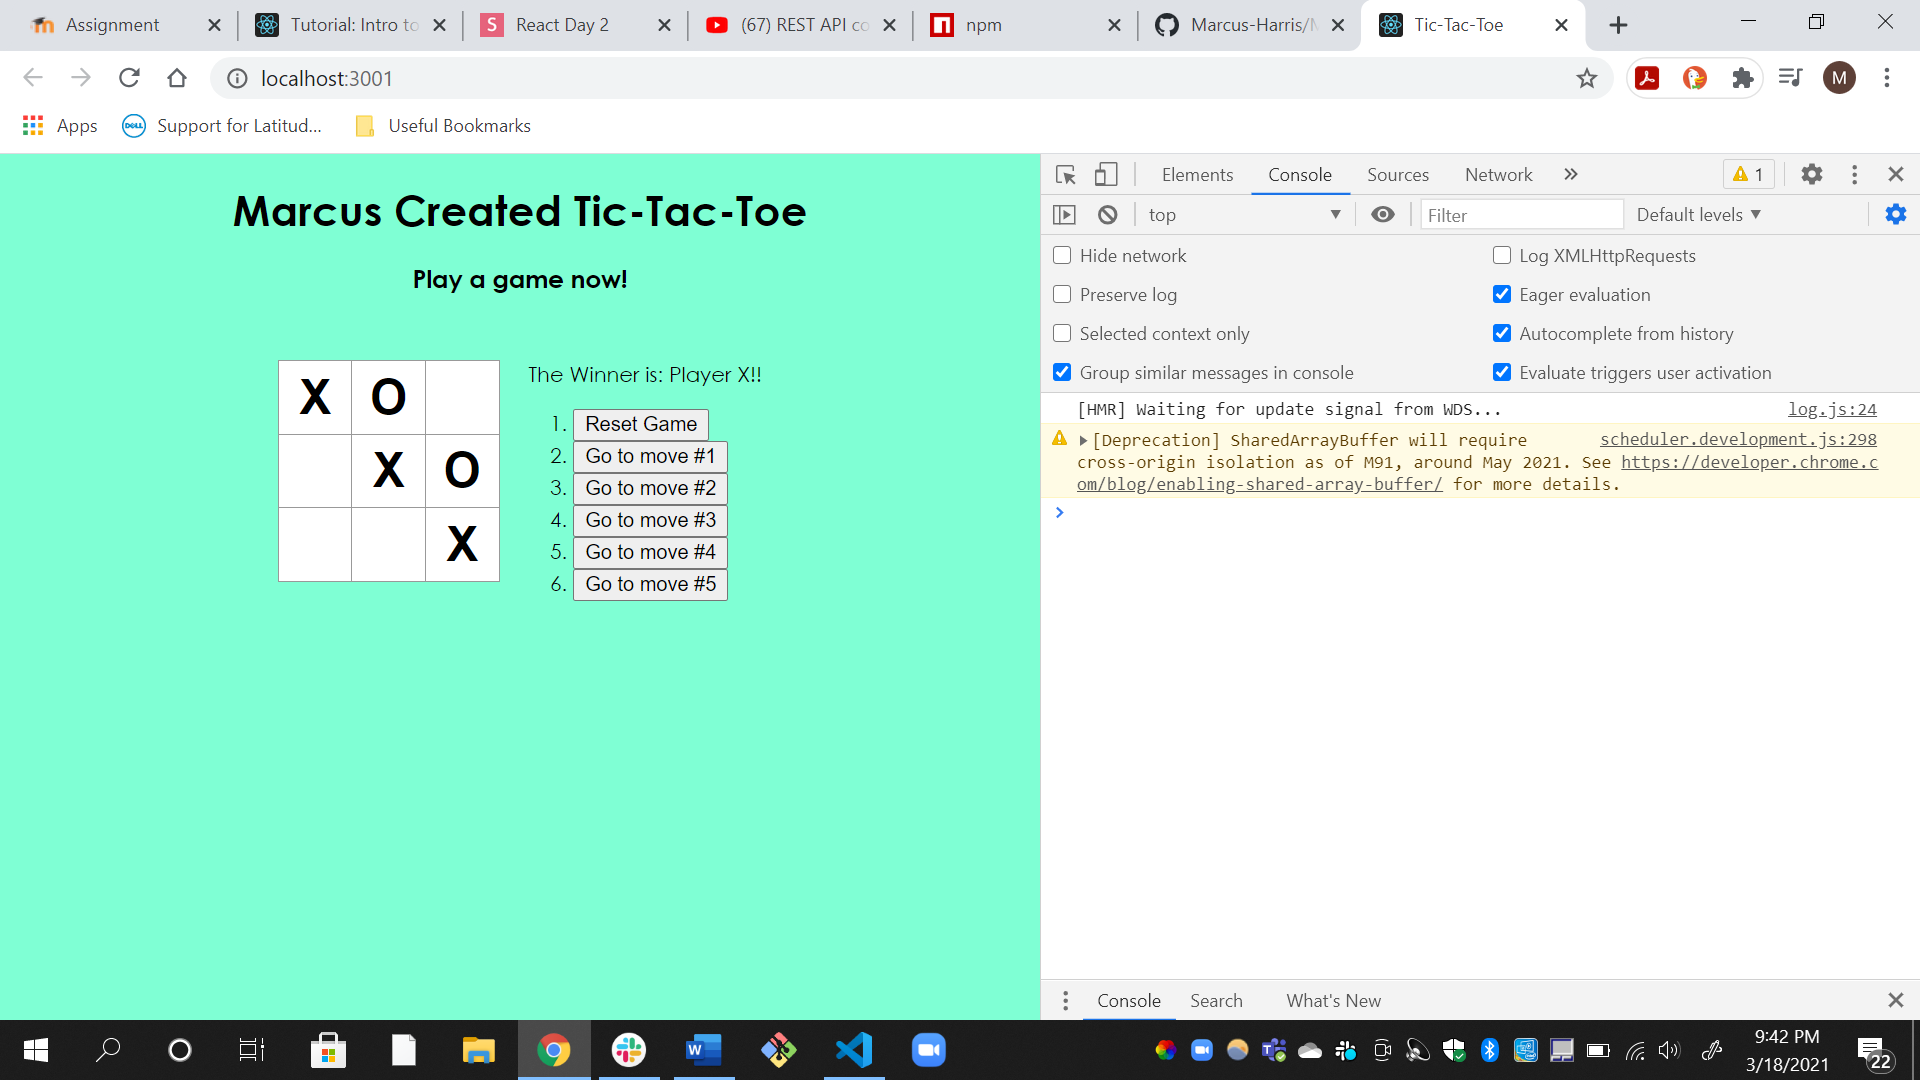 Assignment
Tutorial: Intro to
React Day 2
(67) REST API co
npm
Marcus-Harris/
Tic-Tac-Toe
localhost:3001
M
Apps
Support for Latitud...
Useful Bookmarks
Marcus Created Tic-Tac-Toe
Play a game now!
X O
X O
X
The Winner is: Player X!!
1. Reset Game
2. Go to move #1
3. Go to move #2
4. Go to move #3
5. Go to move #4
6. Go to move #5
Elements Console Sources Network » 1
top Filter Default levels
Hide network
Log XMLHttpRequests
Preserve log
Eager evaluation
Selected context only
Autocomplete from history
Group similar messages in console
Evaluate triggers user activation
[HMR] Waiting for update signal from WDS... log.js:24
[Deprecation] SharedArrayBuffer will require scheduler.development.js:298
cross-origin isolation as of M91, around May 2021. See https://developer.chrome.c
om/blog/enabling-shared-array-buffer/ for more details.
Console Search What's New
9:42 PM
3/18/2021
22